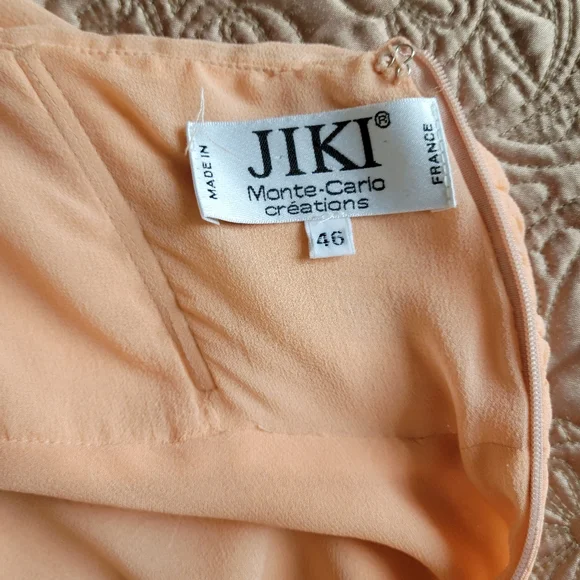 MADE IN
JIKI®
Monte-Carlo
créations
FRANCE
46